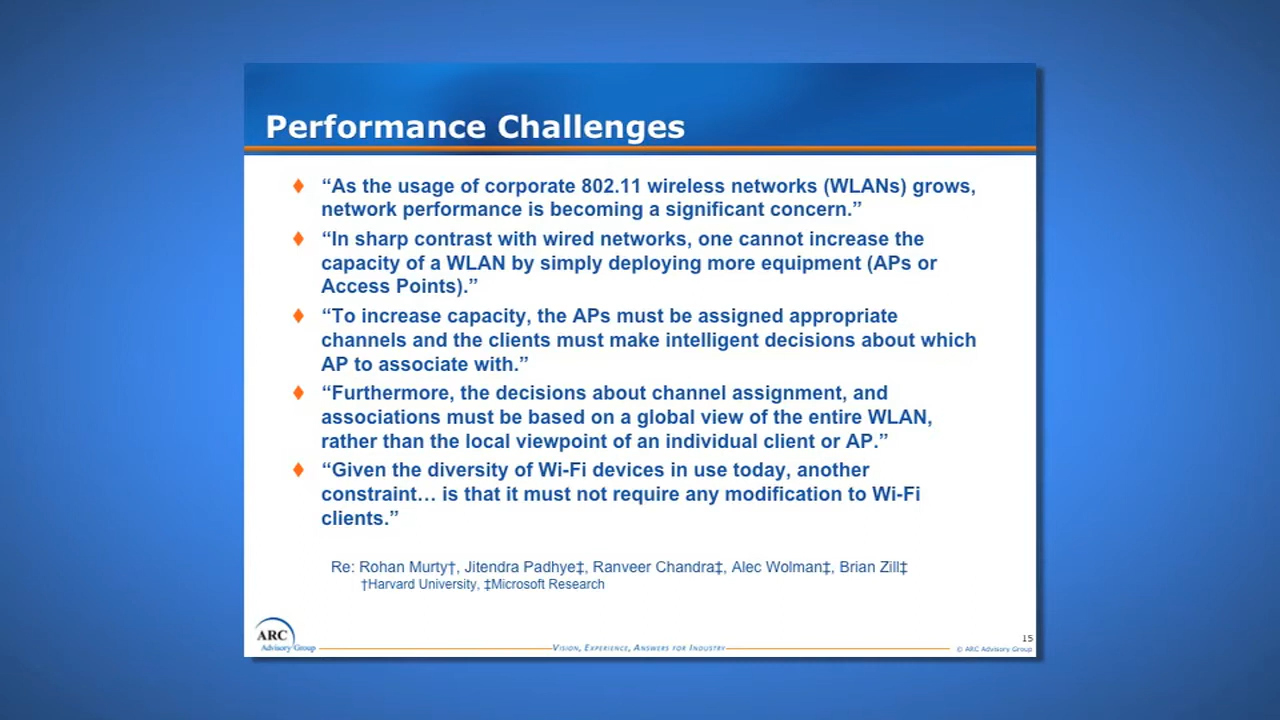 Performance Challenges
“As the usage of corporate 802.11 wireless networks (WLANs) grows,
network performance is becoming a significant concern.”
“In sharp contrast with wired networks, one cannot increase the
capacity of a WLAN by simply deploying more equipment (APs or
Access Points).”
“To increase capacity, the APs must be assigned appropriate
channels and the clients must make intelligent decisions about which
AP to associate with.”
“Furthermore, the decisions about channel assignment, and
associations must be based on a global view of the entire WLAN,
rather than the local viewpoint of an individual client or AP.”
“Given the diversity of Wi-Fi devices in use today, another
constraint… is that it must not require any modification to Wi-Fi
clients.”
Re: Rohan Murty†, Jitendra Padhye‡, Ranveer Chandra‡, Alec Wolman‡, Brian Zill‡
†Harvard University, ‡Microsoft Research
ARC
Advisory Group
Vision, Experience, Answers for Industry
15
© ARC Advisory Group